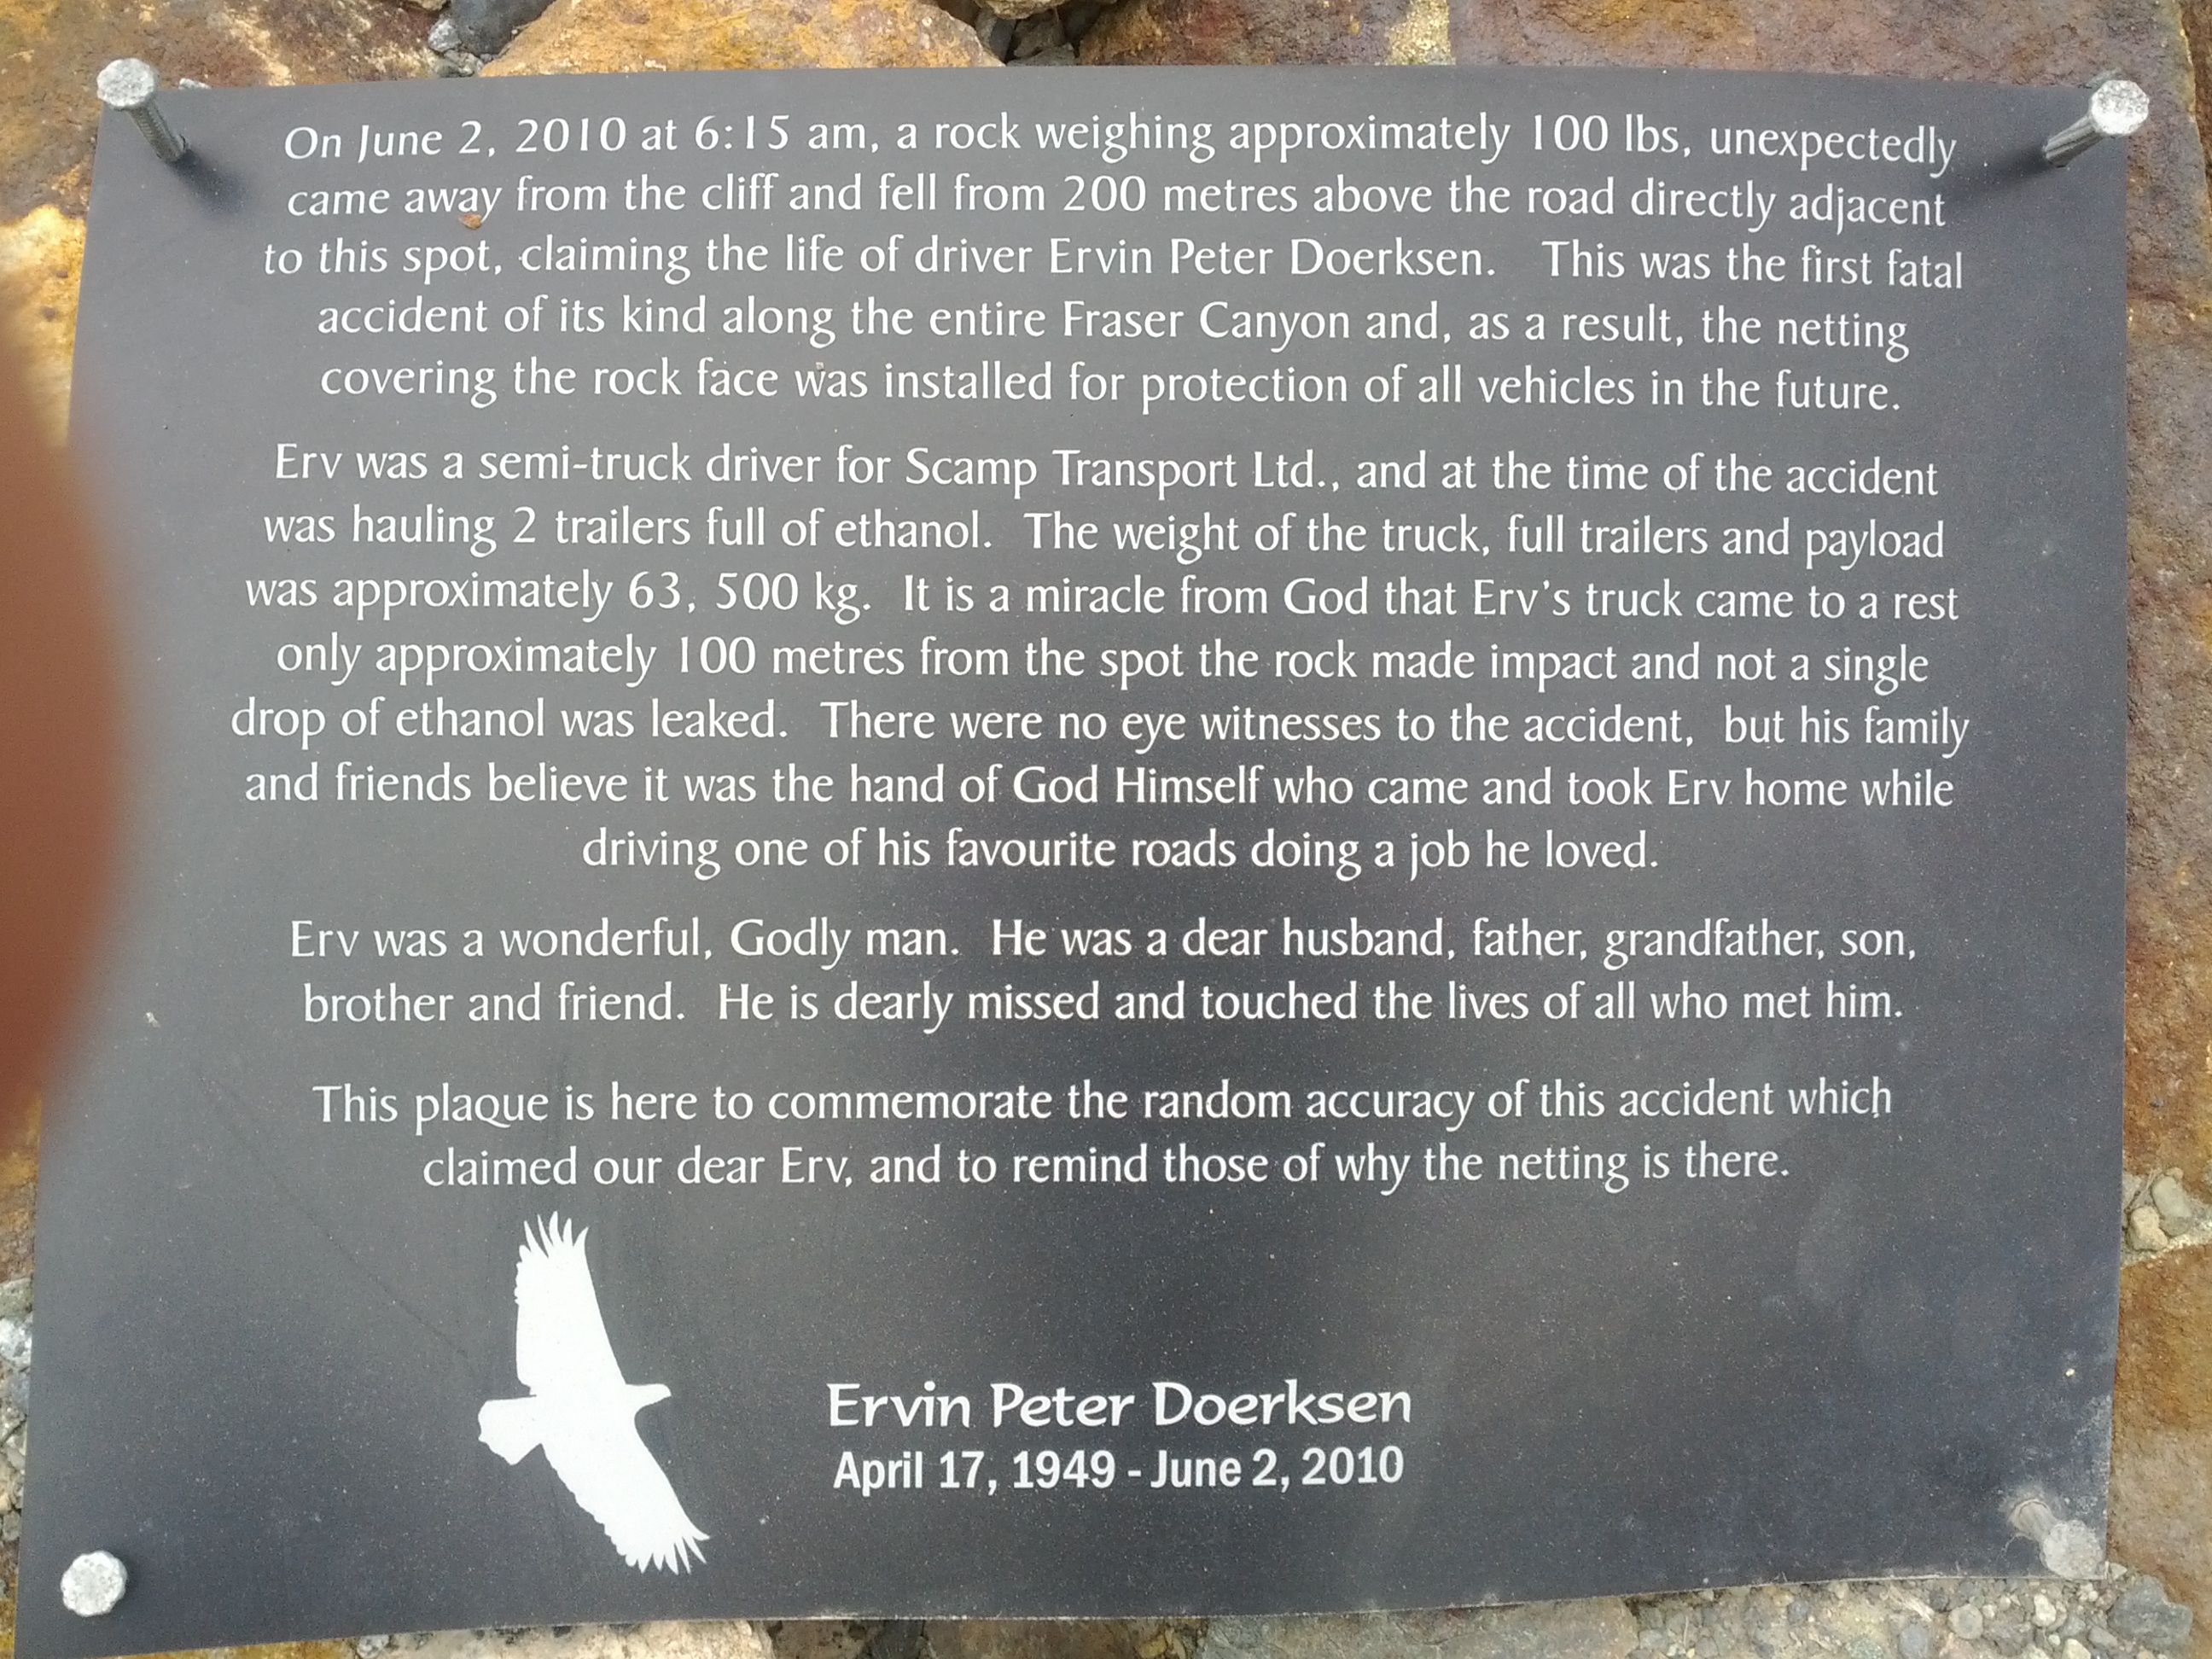 On June 2, 2010 at 6:15 am, a rock weighing approximately 100 lbs, unexpectedly
came away from the cliff and fell from 200 metres above the road directly adjacent
to this spot, claiming the life of driver Ervin Peter Doerksen. This was the first fatal
accident of its kind along the entire Fraser Canyon and, as a result, the netting
covering the rock face was installed for protection of all vehicles in the future.
Erv was a semi-truck driver for Scamp Transport Ltd., and at the time of the accident
was hauling 2 trailers full of ethanol. The weight of the truck, full trailers and payload
was approximately 63, 500 kg. It is a miracle from God that Erv's truck came to a rest
only approximately 100 metres from the spot the rock made impact and not a single
drop of ethanol was leaked. There were no eye witnesses to the accident, but his family
and friends believe it was the hand of God Himself who came and took Erv home while
driving one of his favourite roads doing a job he loved.
Erv was a wonderful, Godly man. He was a dear husband, father, grandfather, son,
brother and friend. He is dearly missed and touched the lives of all who met him.
This plaque is here to commemorate the random accuracy of this accident which
claimed our dear Erv, and to remind those of why the netting is there.
Ervin Peter Doerksen
April 17, 1949 - June 2, 2010